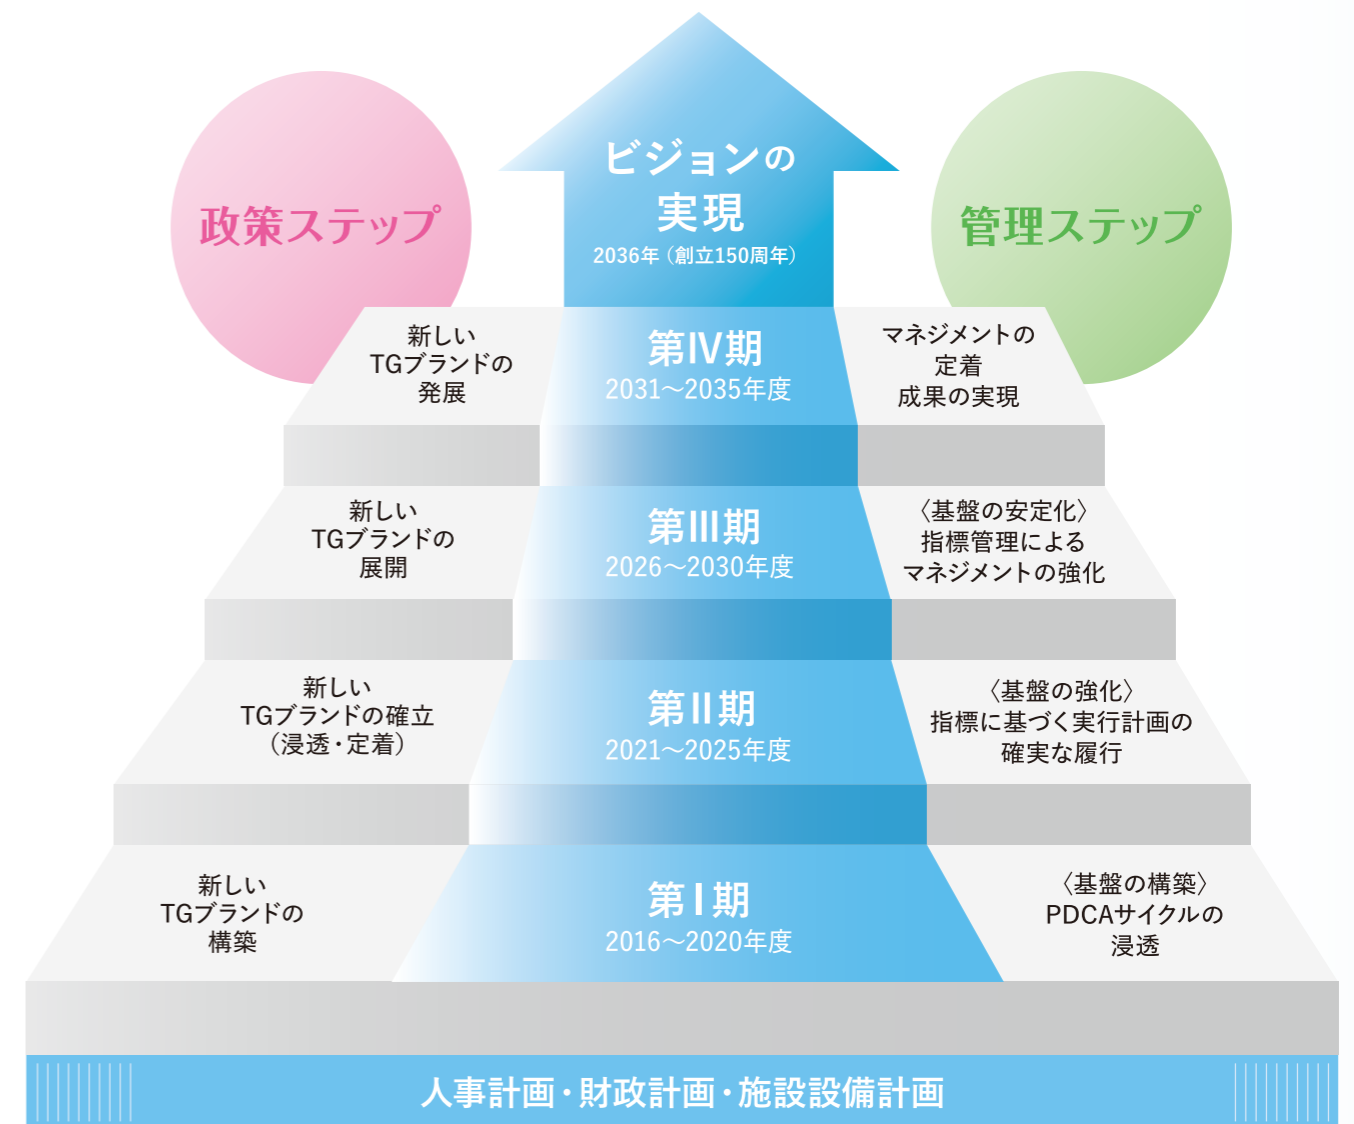 ビジョンの
実現
2036年（創立150周年）
政策ステップ
管理ステップ
新しい
TGブランドの
発展
第Ⅳ期
2031～2035年度
マネジメントの
定着
成果の実現
新しい
TGブランドの
展開
第Ⅲ期
2026～2030年度
〈基盤の安定化〉
指標管理による
マネジメントの強化
新しい
TGブランドの確立
（浸透・定着）
第Ⅱ期
2021～2025年度
〈基盤の強化〉
指標に基づく実行計画の
確実な履行
新しい
TGブランドの
構築
第Ⅰ期
2016～2020年度
〈基盤の構築〉
PDCAサイクルの
浸透
人事計画・財政計画・施設設備計画